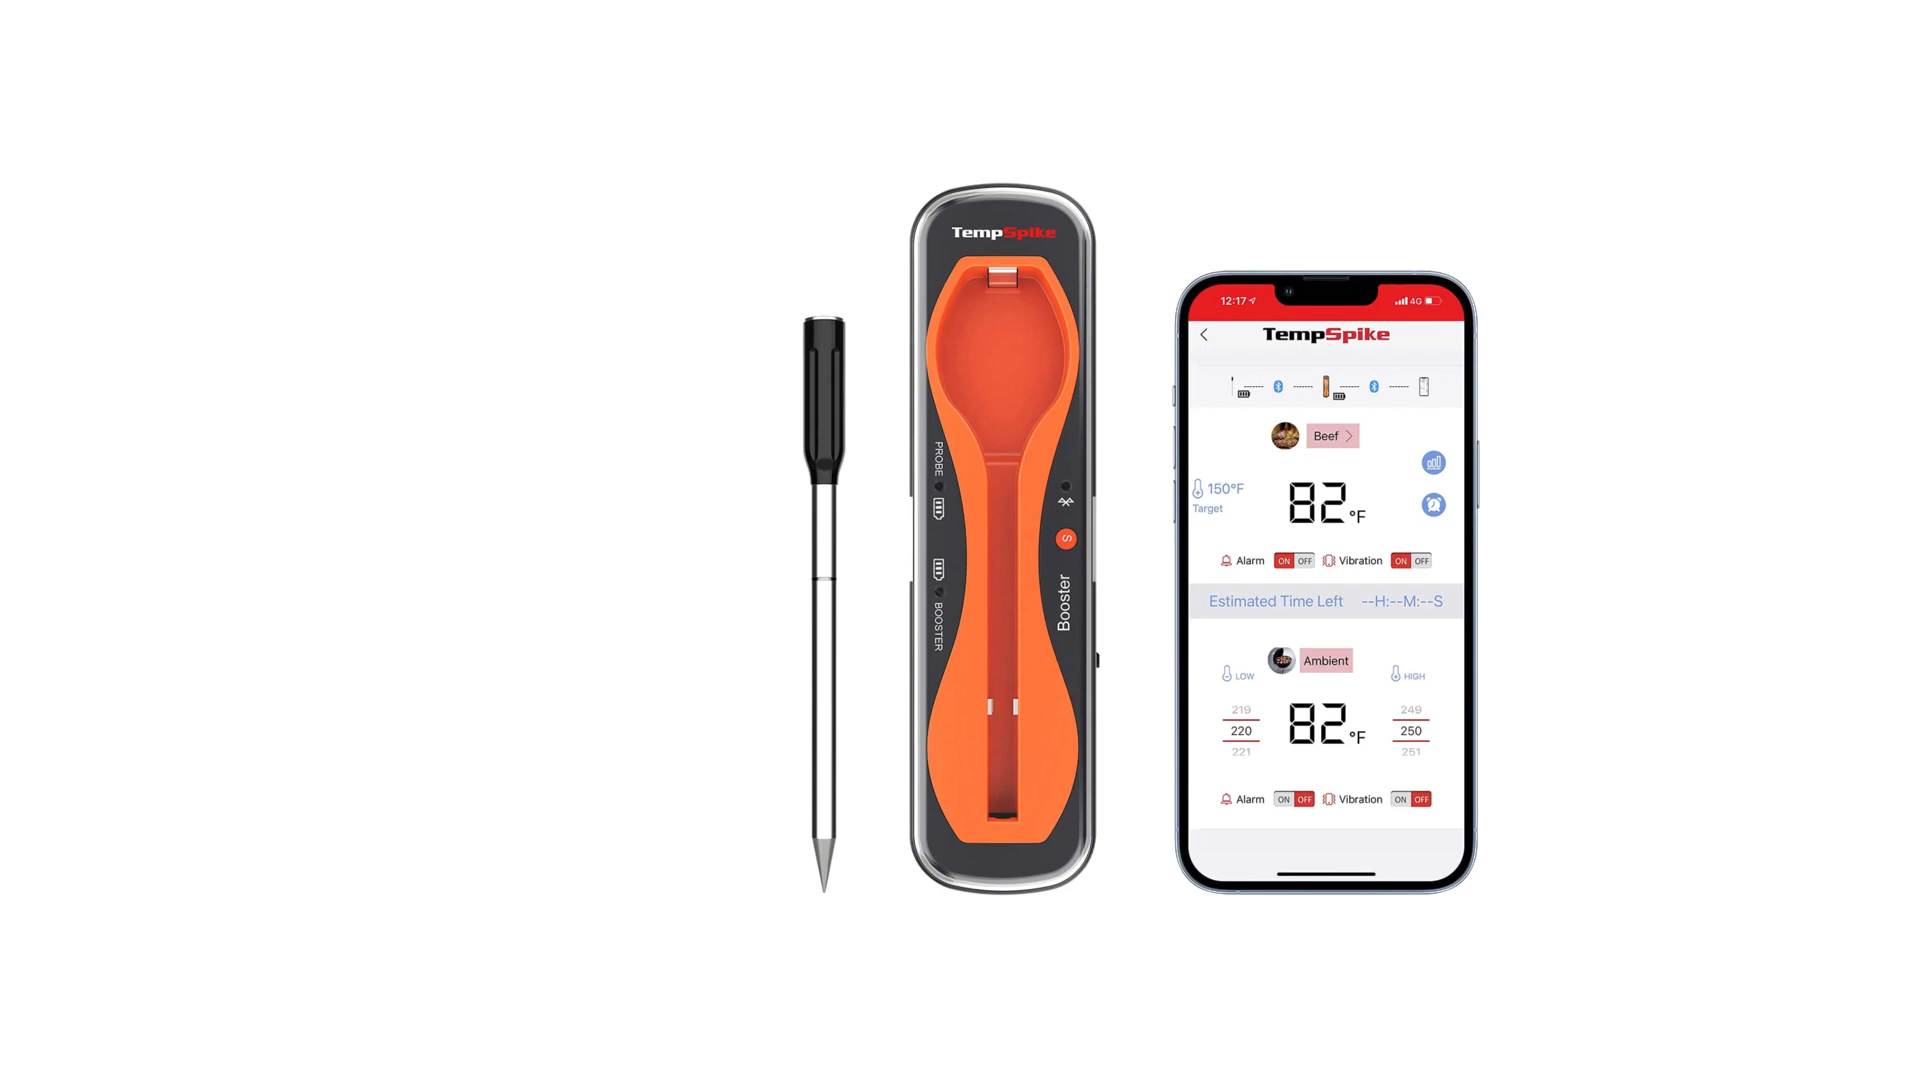 TempSpike
PROBE
BOOSTER
S
Booster
12:17
4G
TempSpike
Beef
150°F
Target
82°F
Alarm ON OFF Vibration ON OFF
Estimated Time Left --H:--M:--S
Ambient
LOW
HIGH
219
220
221
82°F
249
250
251
Alarm ON OFF Vibration ON OFF